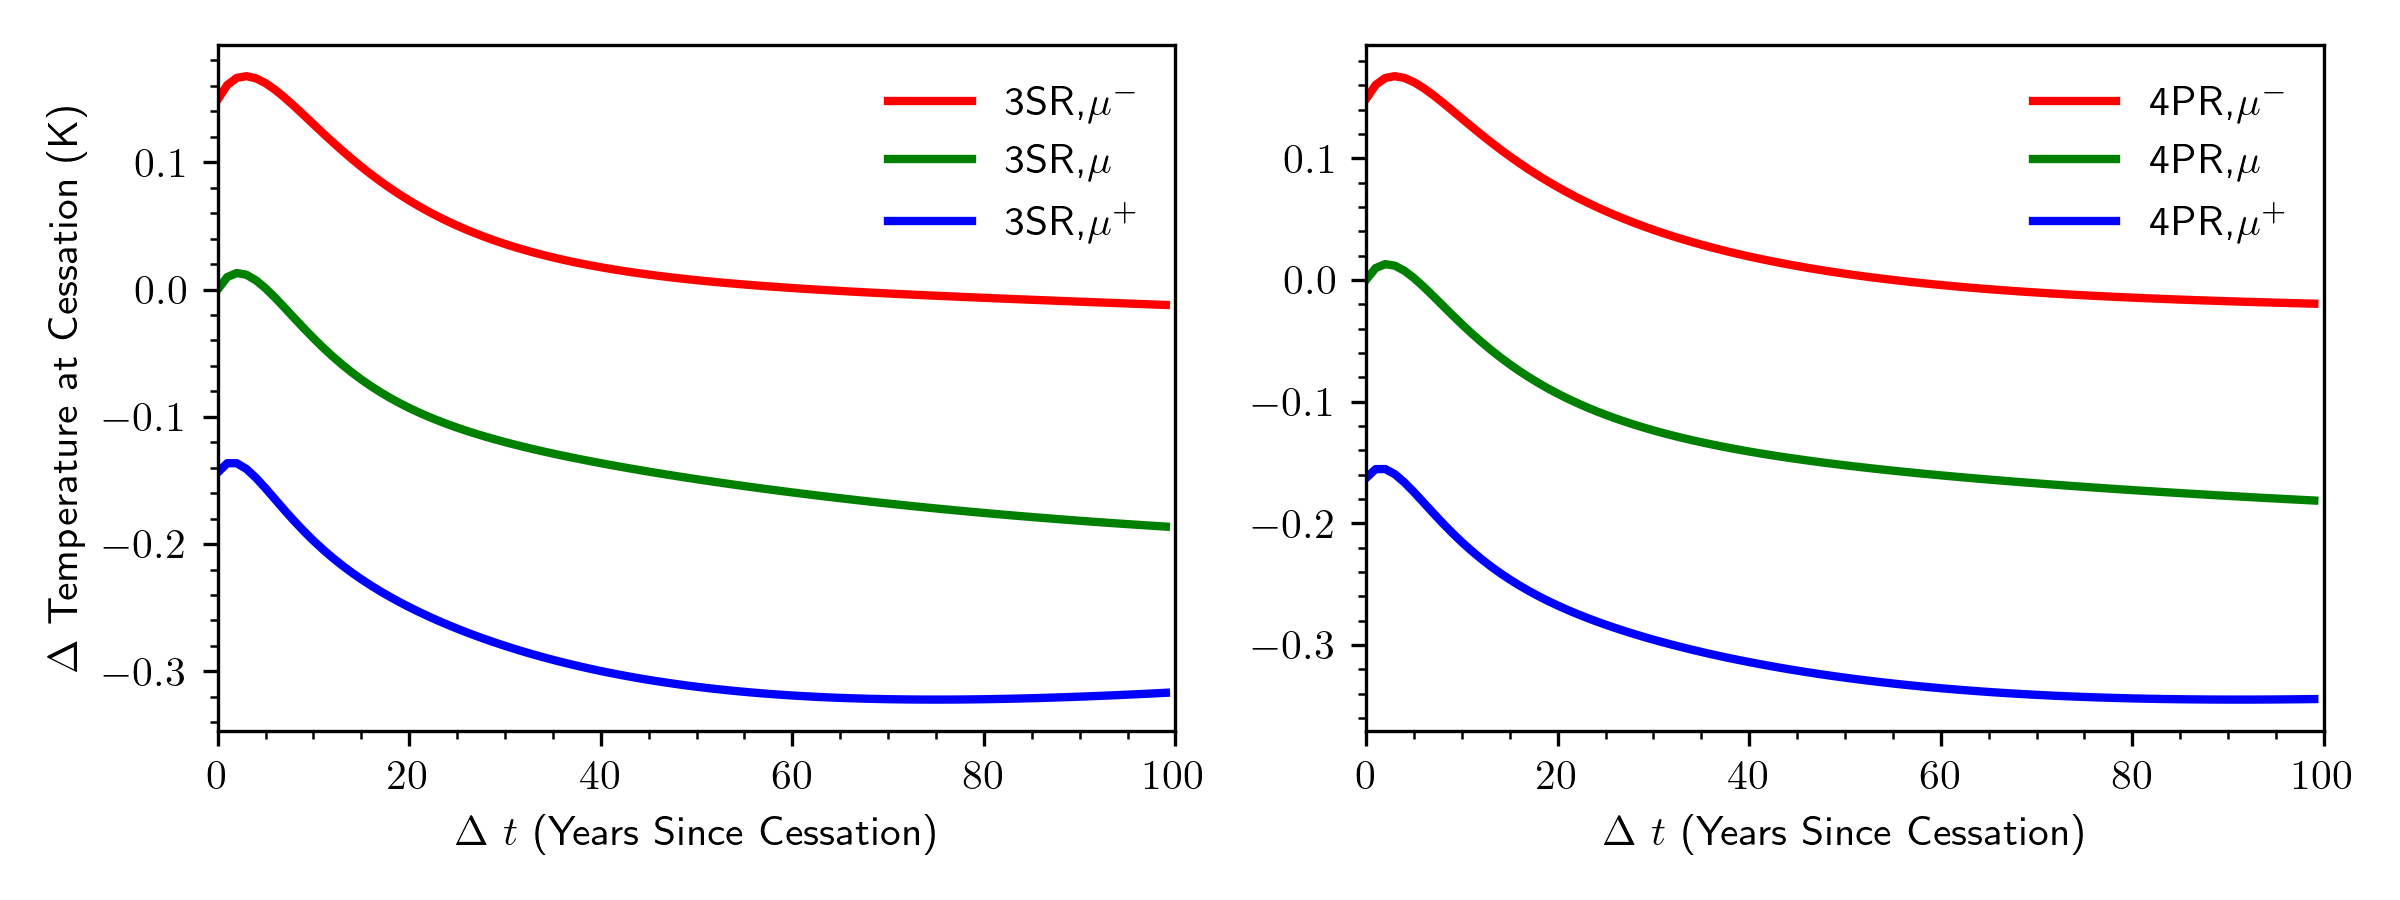 Δ Temperature at Cessation (K)
0.1
0.0
−0.1
−0.2
−0.3
3SR,μ⁻
3SR,μ
3SR,μ⁺
0 20 40 60 80 100
Δ t (Years Since Cessation)
0.1
0.0
−0.1
−0.2
−0.3
4PR,μ⁻
4PR,μ
4PR,μ⁺
0 20 40 60 80 100
Δ t (Years Since Cessation)